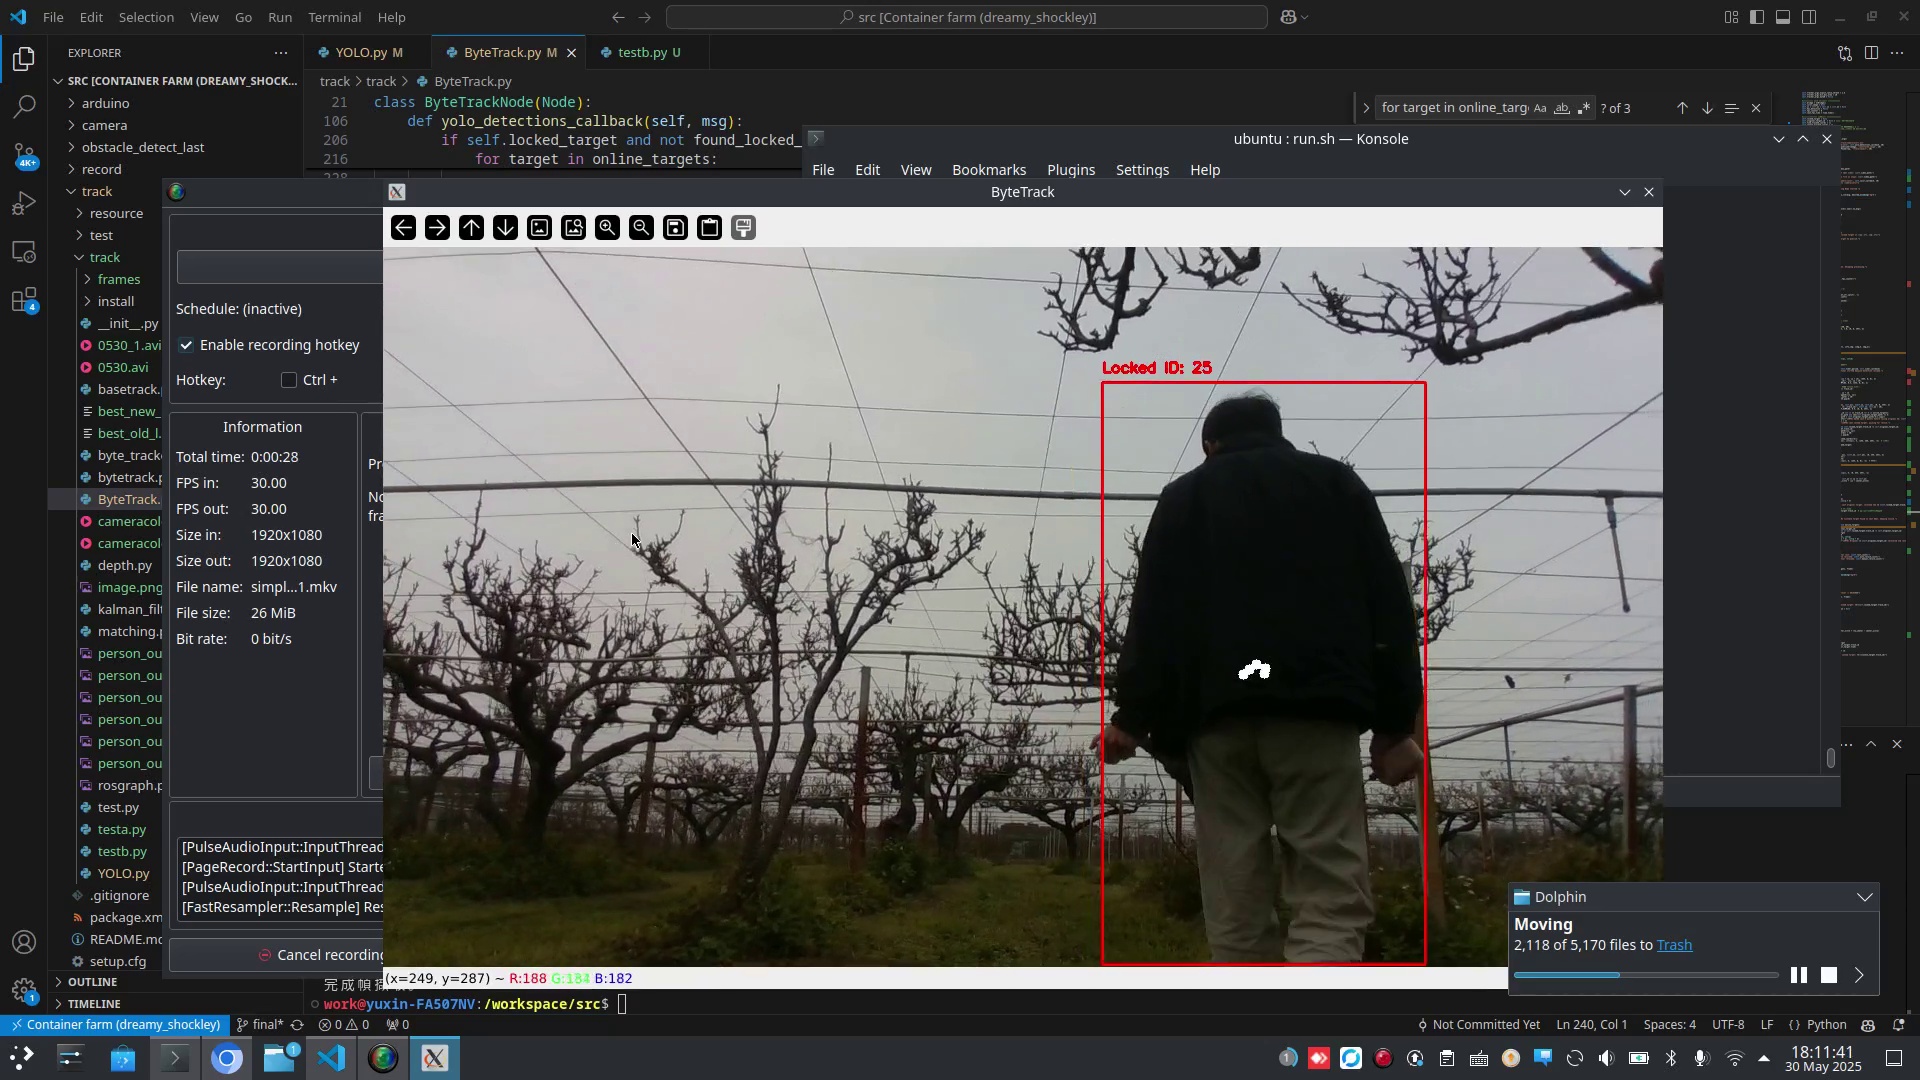 File Edit Selection View Go Run Terminal Help
src [Container farm (dreamy_shockley)]
EXPLORER
YOLO.py M
ByteTrack.py M
testb.py U
SRC [CONTAINER FARM (DREAMY_SHOCK...
track > track > ByteTrack.py
arduino
camera
obstacle_detect_last
record
track
resource
test
track
frames
install
__init__.py
0530_1.avi
0530.avi
basetrack.
best_new_
best_old_l.
byte_track
bytetrack.p
ByteTrack.
cameracol
cameracol
depth.py
image.png
kalman_filt
matching.p
person_ou
person_ou
person_ou
person_ou
person_ou
person_ou
rosgraph.p
test.py
testa.py
testb.py
YOLO.py
.gitignore
package.xm
README.md
setup.cfg
OUTLINE
TIMELINE
4K+
4
1
21 class ByteTrackNode(Node):
106 def yolo_detections_callback(self, msg):
206 if self.locked_target and not found_locked_
216 for target in online_targets:
for target in online_targ
Aa ab .*
? of 3
ubuntu : run.sh — Konsole
File Edit View Bookmarks Plugins Settings Help
Schedule: (inactive)
Enable recording hotkey
Hotkey: Ctrl +
Information
Total time: 0:00:28
FPS in: 30.00
FPS out: 30.00
Size in: 1920x1080
Size out: 1920x1080
File name: simpl...1.mkv
File size: 26 MiB
Bit rate: 0 bit/s
Pr
No
fra
[PulseAudioInput::InputThread
[PageRecord::StartInput] Starte
[PulseAudioInput::InputThread
[FastResampler::Resample] Res
Cancel recording
ByteTrack
Locked ID: 25
(x=249, y=287) ~ R:188 G:184 B:182
work@yuxin-FA507NV:/workspace/src$
Dolphin
Moving
2,118 of 5,170 files to Trash
Container farm (dreamy_shockley)
final*
0 0
0
Not Committed Yet
Ln 240, Col 1
Spaces: 4
UTF-8
LF
{ } Python
1
1
18:11:41
30 May 2025